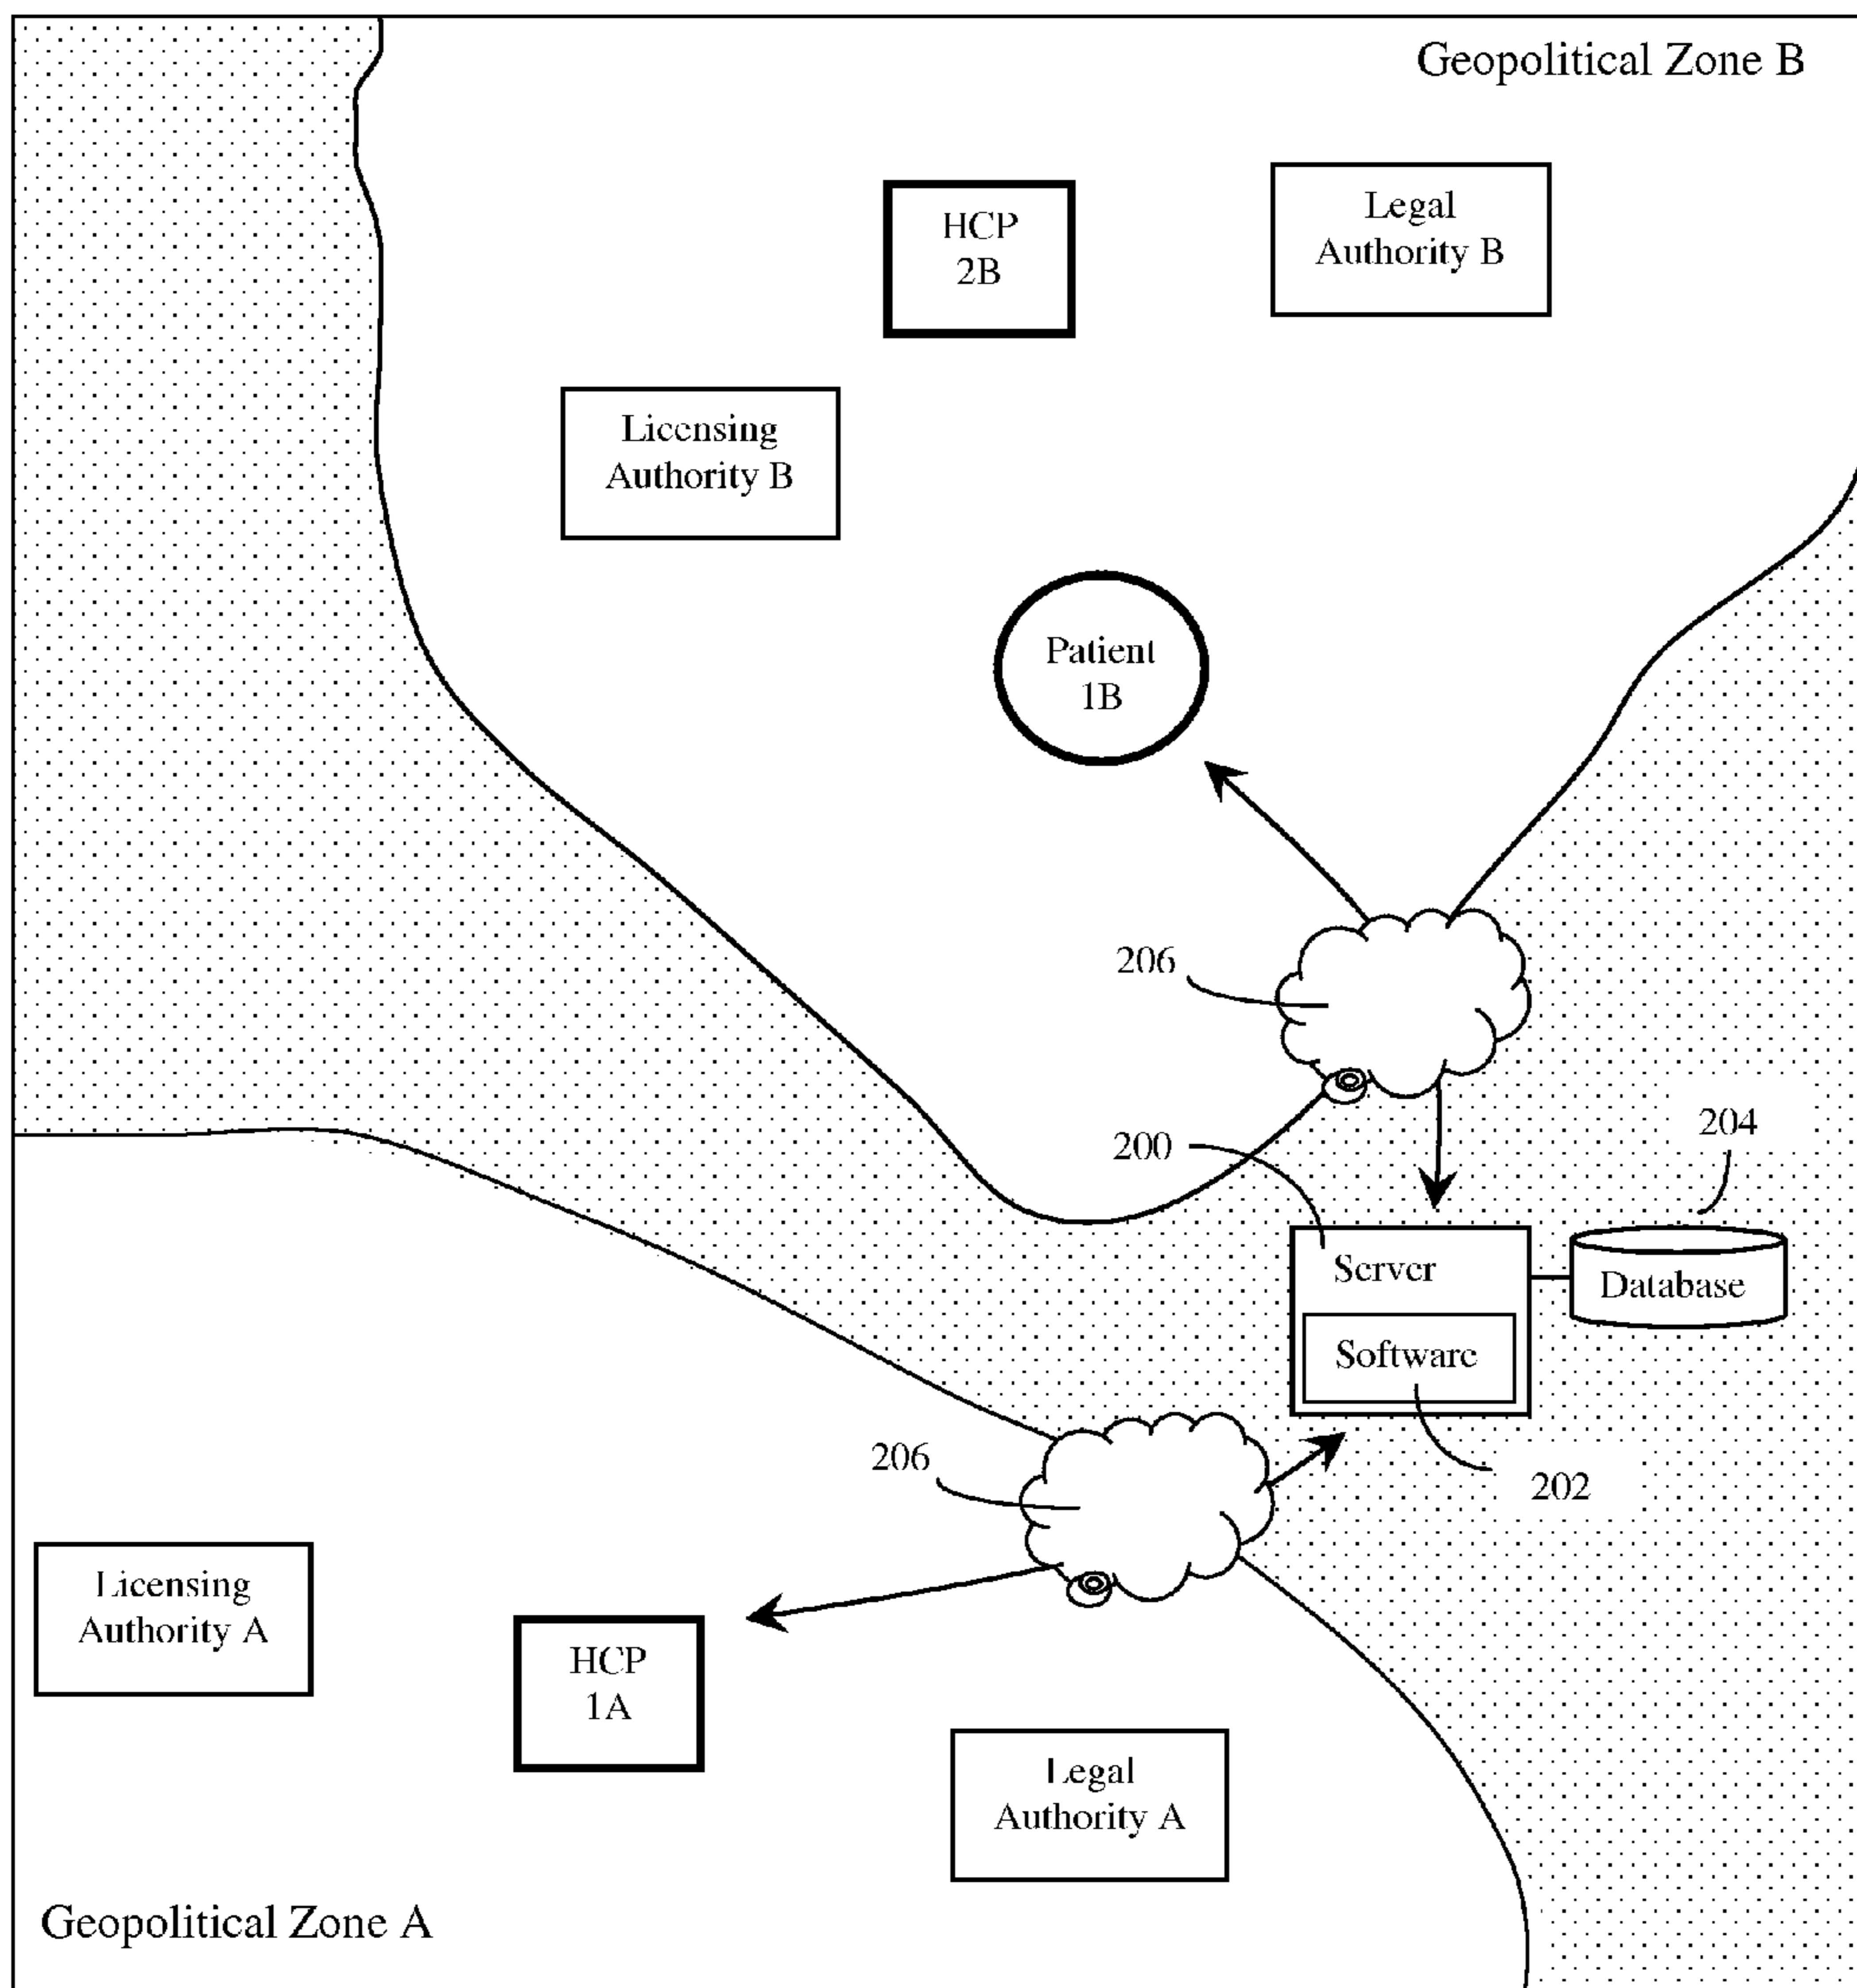 Geopolitical Zone B
HCP
2B
Legal
Authority B
Licensing
Authority B
Patient
1B
206
204
200
Server
Database
Software
206
202
Licensing
Authority A
HCP
1A
Legal
Authority A
Geopolitical Zone A